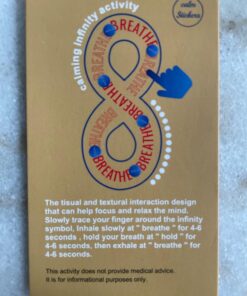 calm
Stickers
calming infinity activity
BREATHE
BREATHE
BREATHE
BREATHE
BREATHE
BREATHE
The tisual and textural interaction design
that can help focus and relax the mind.
Slowly trace your finger around the infinity
symbol, Inhale slowly at " breathe " for 4-6
seconds , hold your breath at " hold " for
4-6 seconds, then exhale at " breathe " for
4-6 seconds.
This activity does not provide medical advice.
It is for informational purposes only.